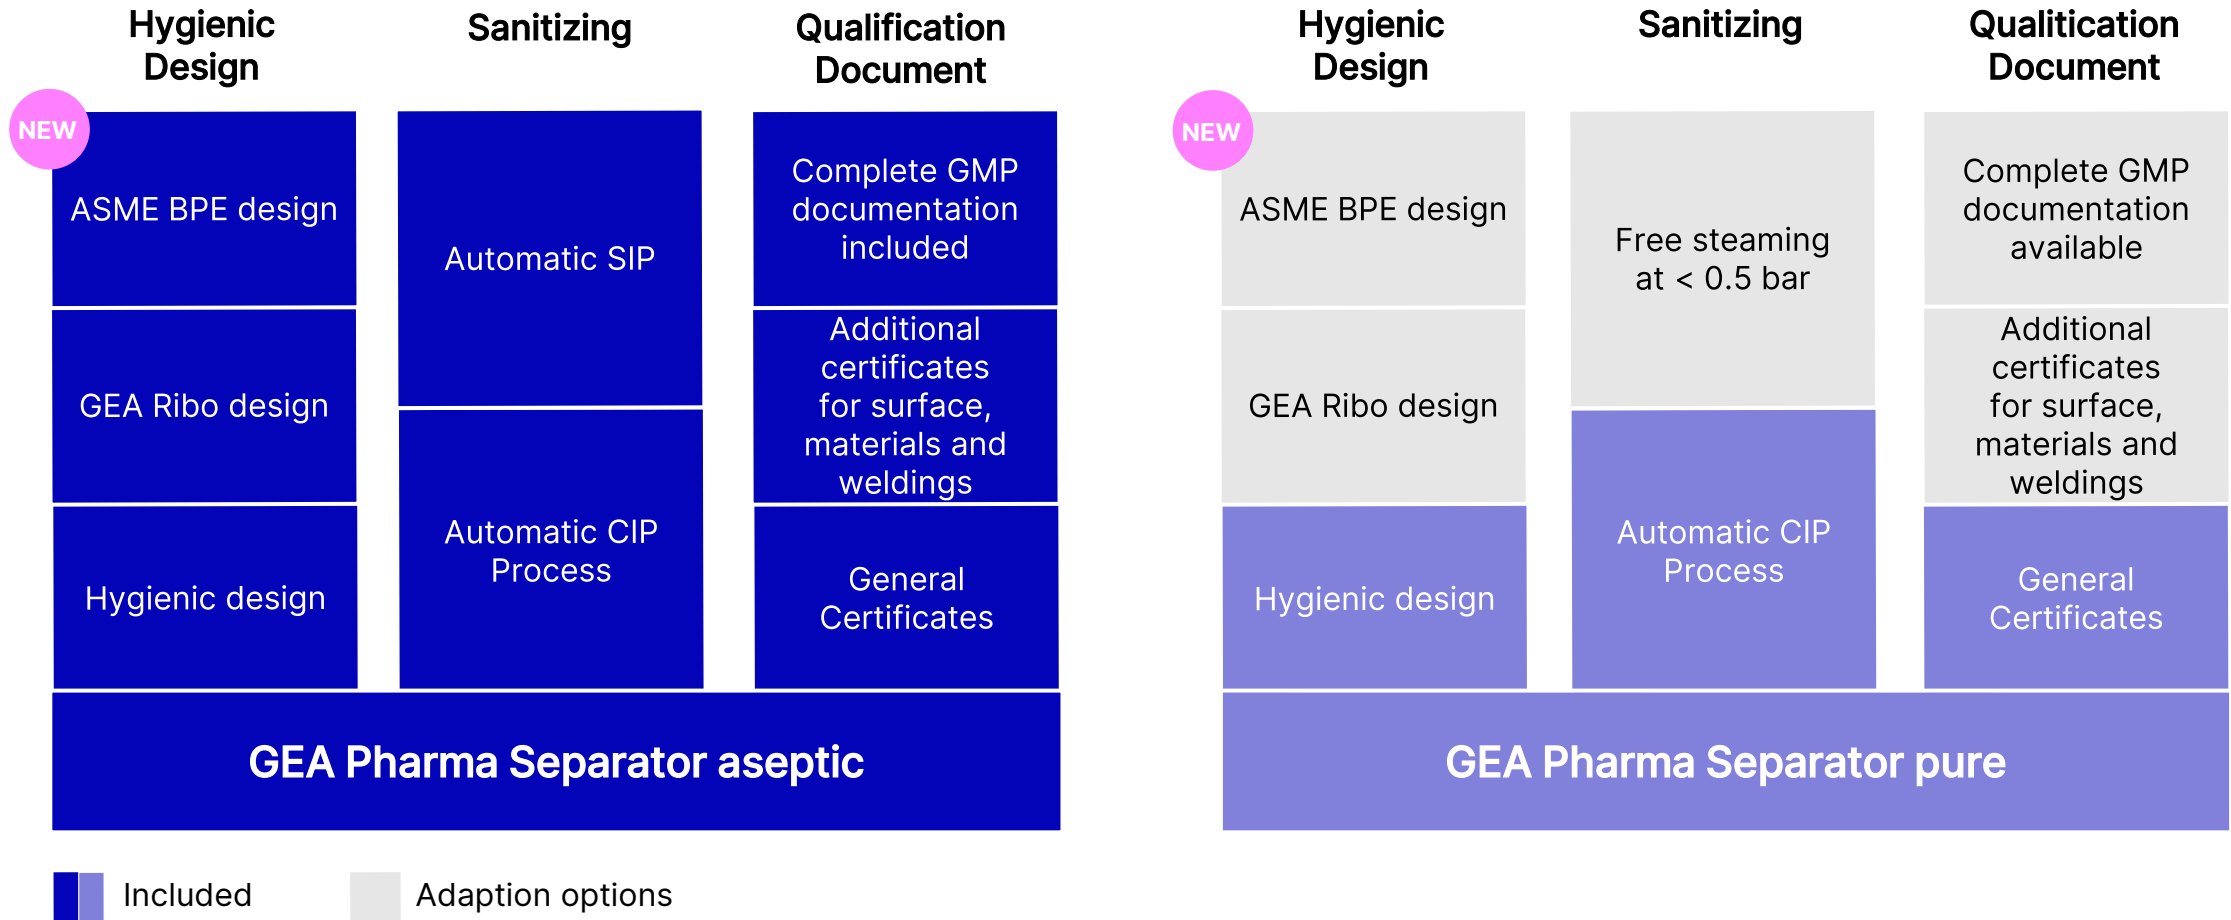 Hygienic
Design
Sanitizing
Qualification
Document
NEW
ASME BPE design
GEA Ribo design
Hygienic design
Automatic SIP
Automatic CIP
Process
Complete GMP
documentation
included
Additional
certificates
for surface,
materials and
weldings
General
Certificates
GEA Pharma Separator aseptic
Hygienic
Design
Sanitizing
Qualitication
Document
NEW
ASME BPE design
GEA Ribo design
Hygienic design
Free steaming
at < 0.5 bar
Automatic CIP
Process
Complete GMP
documentation
available
Additional
certificates
for surface,
materials and
weldings
General
Certificates
GEA Pharma Separator pure
Included
Adaption options